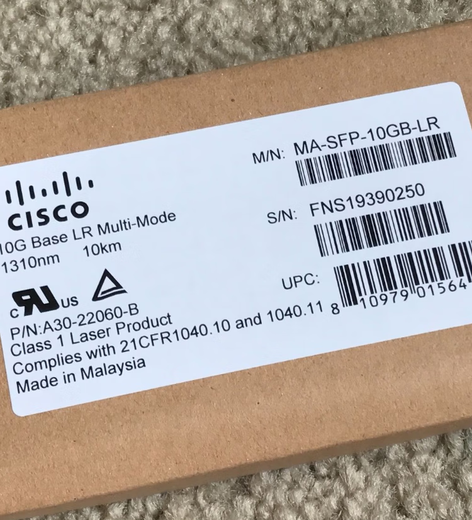 CISCO
10G Base LR Multi-Mode
1310nm 10km
c UR US
P/N:A30-22060-B
Class 1 Laser Product
Complies with 21CFR1040.10 and 1040.11
Made in Malaysia
M/N: MA-SFP-10GB-LR
S/N: FNS19390250
UPC:
8 10979 01564